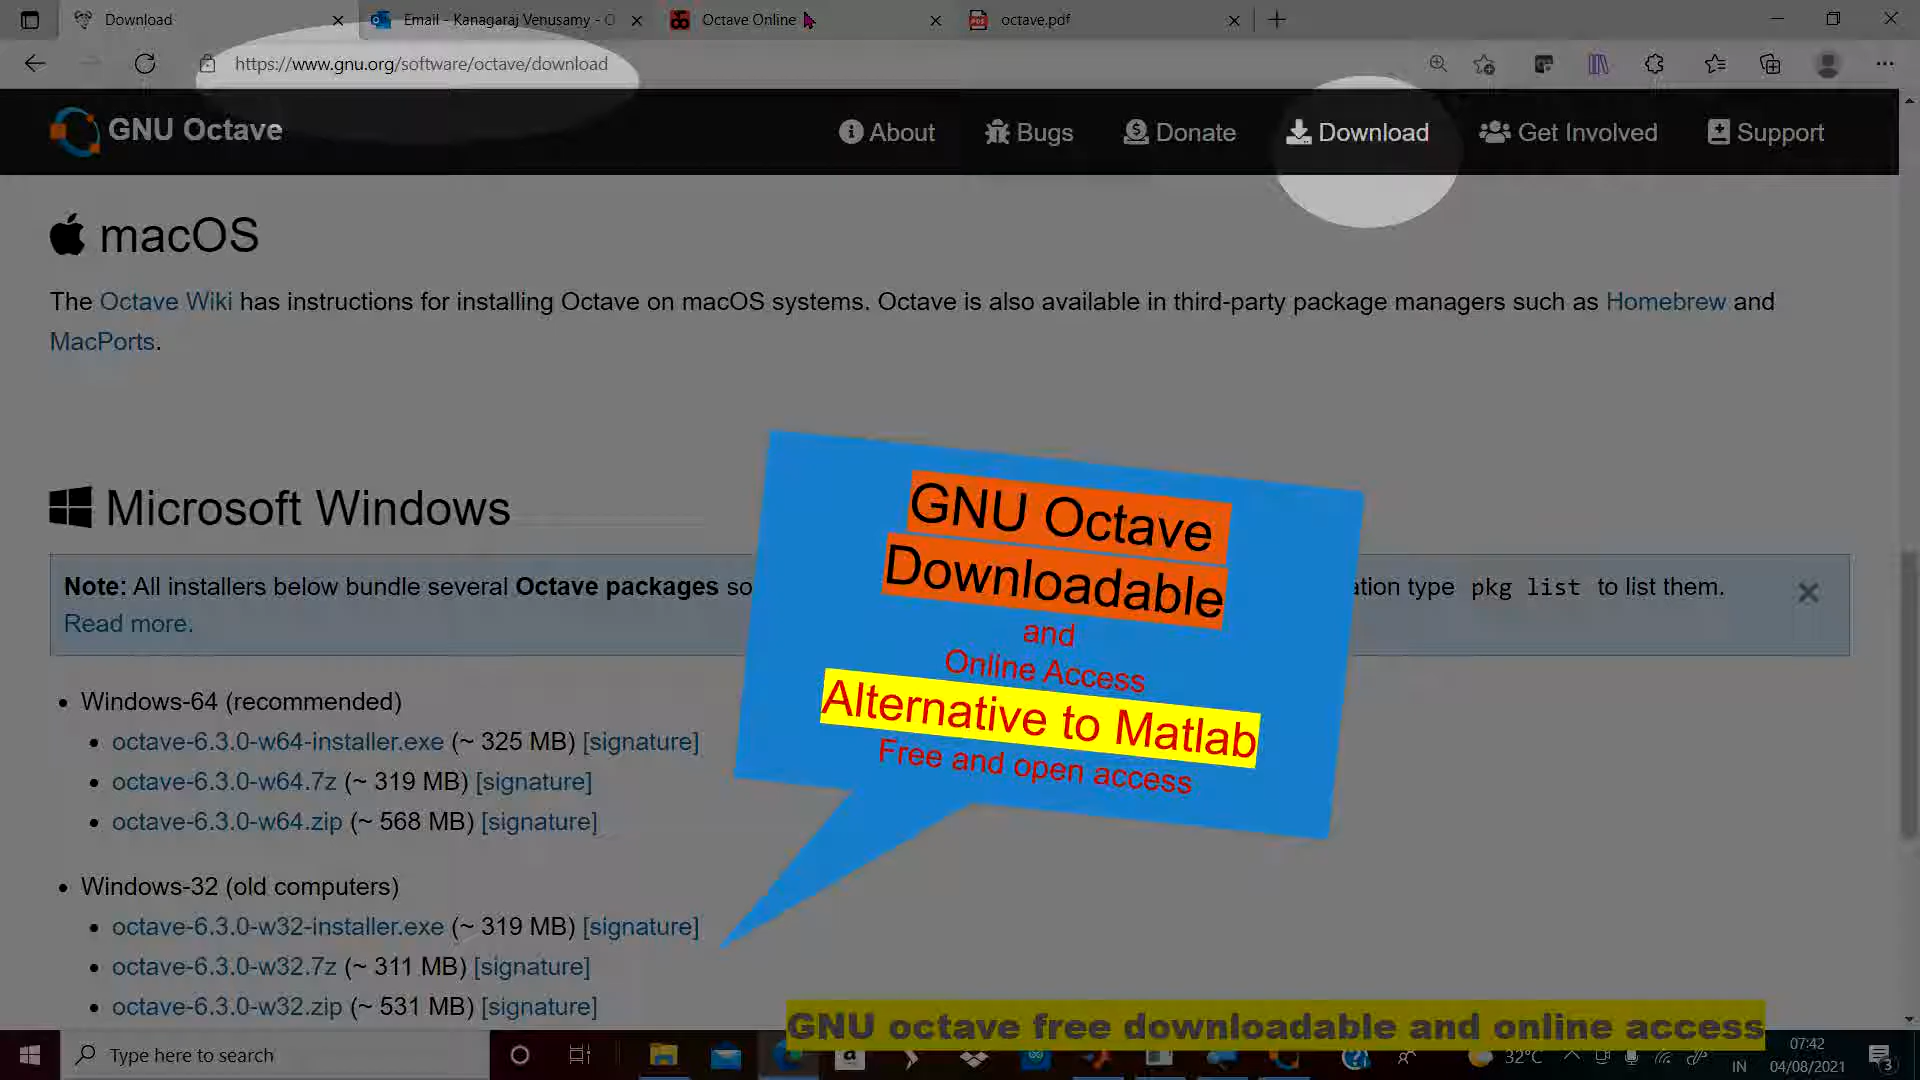 Download
Email - Kanagaraj Venusamy - O
Octave Online
octave.pdf
https://www.gnu.org/software/octave/download
GNU Octave
About
Bugs
Donate
Download
Get Involved
Support
macOS
The Octave Wiki has instructions for installing Octave on macOS systems. Octave is also available in third-party package managers such as Homebrew and
MacPorts.
Microsoft Windows
Note: All installers below bundle several Octave packages so
ation type pkg list to list them.
Read more.
GNU Octave
Downloadable
and
Online Access
Alternative to Matlab
Free and open access
Windows-64 (recommended)
octave-6.3.0-w64-installer.exe (~ 325 MB) [signature]
octave-6.3.0-w64.7z (~ 319 MB) [signature]
octave-6.3.0-w64.zip (~ 568 MB) [signature]
Windows-32 (old computers)
octave-6.3.0-w32-installer.exe (~ 319 MB) [signature]
octave-6.3.0-w32.7z (~ 311 MB) [signature]
octave-6.3.0-w32.zip (~ 531 MB) [signature]
GNU octave free downloadable and online access
Type here to search
32°C
IN
07:42
04/08/2021
3